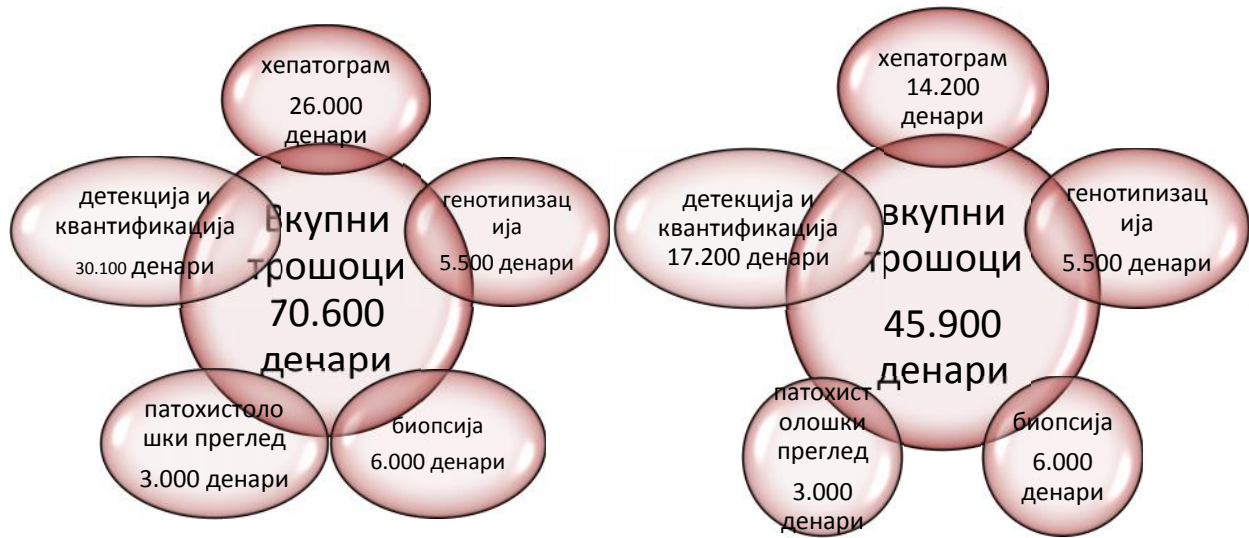 хепатограм
26.000
денари
детекција и
квантификација
30.100 денари
Вкупни
трошоци
70.600
денари
генотипизац
ија
5.500 денари
патохистоло
шки преглед
3.000 денари
биопсија
6.000 денари
хепатограм
14.200
денари
детекција и
квантификација
17.200 денари
вкупни
трошоци
45.900
денари
генотипизац
ија
5.500 денари
патохист
олошки
преглед
3.000
денари
биопсија
6.000
денари